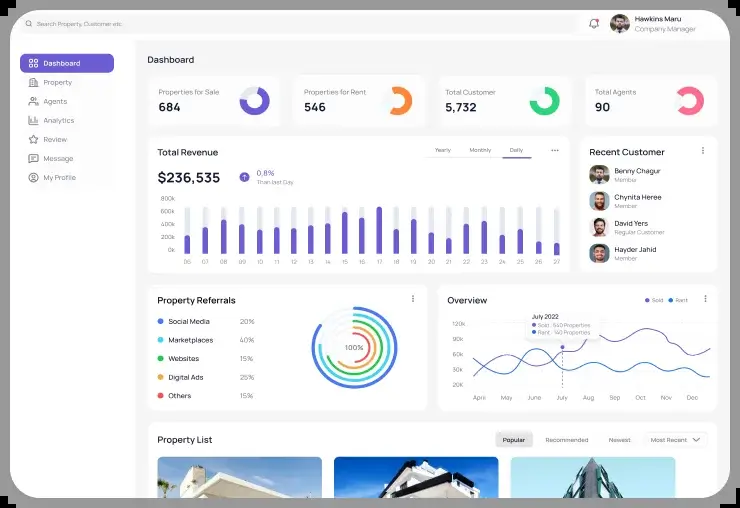 Search Property, Customer etc
Hawkins Maru
Company Manager
Dashboard
Property
Agents
Analytics
Review
Message
My Profile
Dashboard
Properties for Sale
684
Properties for Rent
546
Total Customer
5,732
Total Agents
90
Total Revenue
Yearly Monthly Daily
$236,535
0,8%
Than last Day
800k
600k
400k
200k
0k
06 07 08 09 10 11 12 13 14 15 16 17 18 19 20 21 22 23 24 25 26 27
Recent Customer
Benny Chagur
Member
Chynita Heree
Member
David Yers
Regular Customer
Hayder Jahid
Member
Property Referrals
Social Media 20%
Marketplaces 40%
Websites 15%
Digital Ads 25%
Others 15%
100%
Overview
Sold Rent
July 2022
Sold : 540 Properties
Rent : 140 Properties
120k
90k
60k
30k
20K
April May June July Aug Sep Oct Nov Dec
Property List
Popular Recommended Newest Most Recent